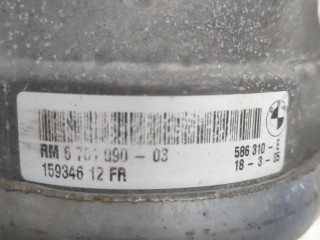 RM 6 761 090 - 03
586 310 - E
159346 12 FR
18 - 3 - 05